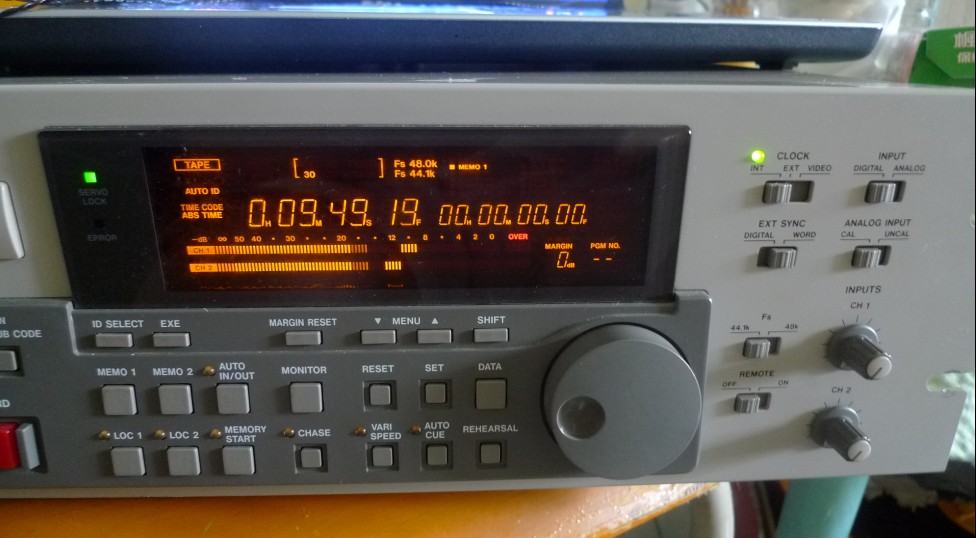 TAPE
[ 30 ]
Fs 48.0k
Fs 44.1k
MEMO 1
AUTO ID
TIME CODE
ABS TIME
0H 09M 49S 19F 00H 00M 00S 00F
–dB ∞ 50 40 • 30 • 20 • • 12 • 8 • 4 2 0 OVER
CH 1
CH 2
MARGIN
0dB
PGM NO.
– –
SERVO
LOCK
ERROR
CLOCK
INT EXT VIDEO
INPUT
DIGITAL ANALOG
EXT SYNC
DIGITAL WORD
ANALOG INPUT
CAL UNCAL
INPUTS
CH 1
CH 2
Fs
44.1k 48k
REMOTE
OFF ON
UB CODE
ID SELECT EXE
MARGIN RESET
▼ MENU ▲
SHIFT
MEMO 1 MEMO 2
AUTO
IN/OUT
MONITOR
RESET SET DATA
LOC 1 LOC 2
MEMORY
START
CHASE
VARI
SPEED
AUTO
CUE
REHEARSAL